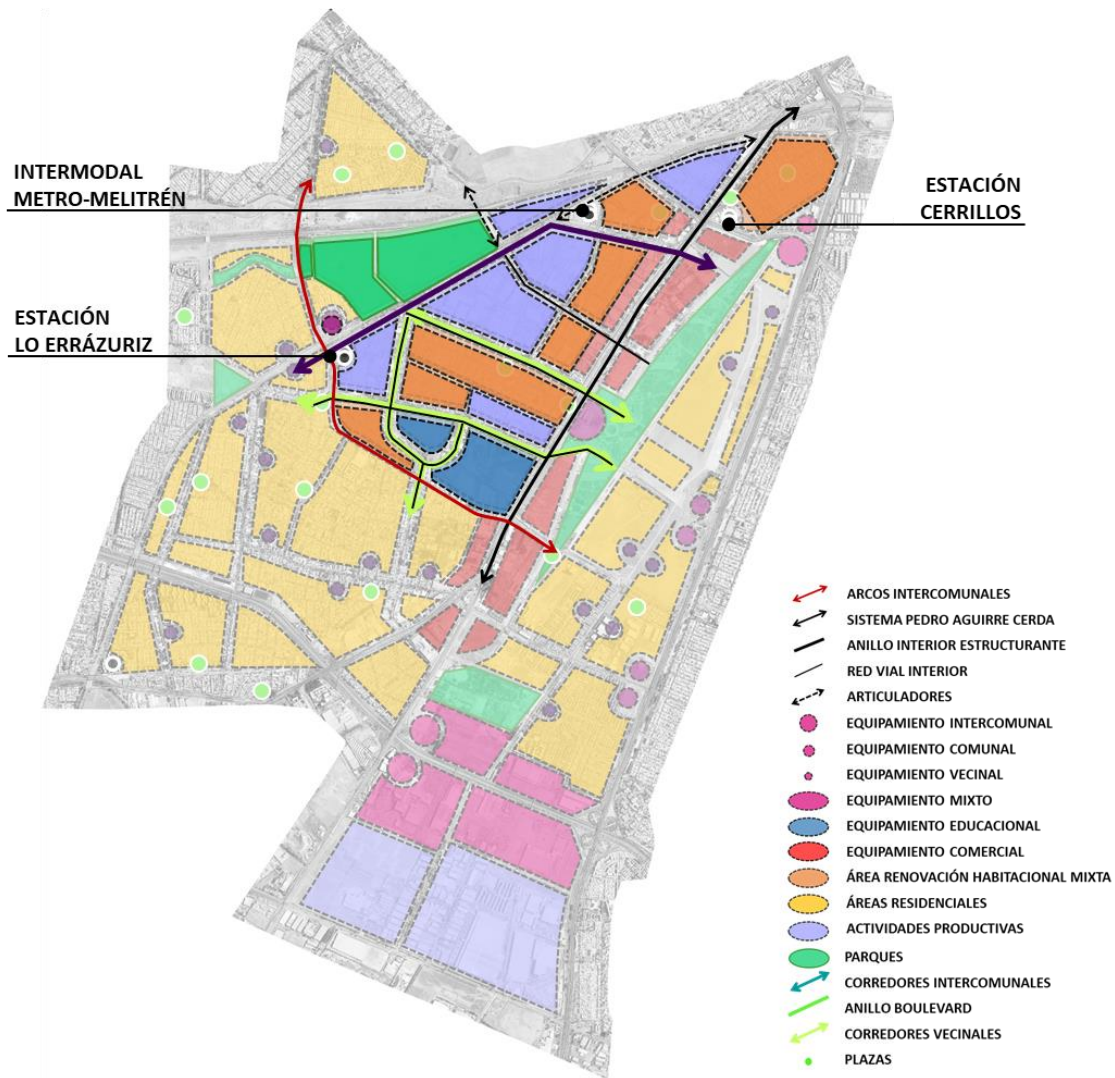 INTERMODAL
METRO-MELITRÉN
ESTACIÓN
CERRILLOS
ESTACIÓN
LO ERRÁZURIZ
ARCOS INTERCOMUNALES
SISTEMA PEDRO AGUIRRE CERDA
ANILLO INTERIOR ESTRUCTURANTE
RED VIAL INTERIOR
ARTICULADORES
EQUIPAMIENTO INTERCOMUNAL
EQUIPAMIENTO COMUNAL
EQUIPAMIENTO VECINAL
EQUIPAMIENTO MIXTO
EQUIPAMIENTO EDUCACIONAL
EQUIPAMIENTO COMERCIAL
ÁREA RENOVACIÓN HABITACIONAL MIXTA
ÁREAS RESIDENCIALES
ACTIVIDADES PRODUCTIVAS
PARQUES
CORREDORES INTERCOMUNALES
ANILLO BOULEVARD
CORREDORES VECINALES
PLAZAS